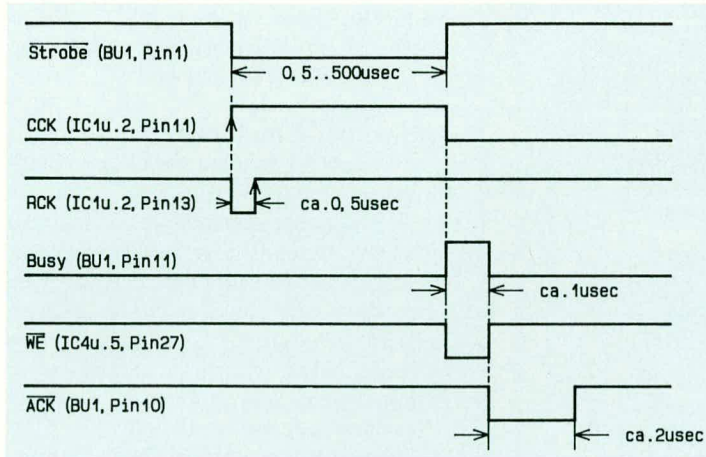 Strobe (BU1, Pin1)
0,5..500usec
CCK (IC1u.2, Pin11)
RCK (IC1u.2, Pin13)
ca.0,5usec
Busy (BU1, Pin11)
ca.1usec
WE (IC4u.5, Pin27)
ACK (BU1, Pin10)
ca.2usec